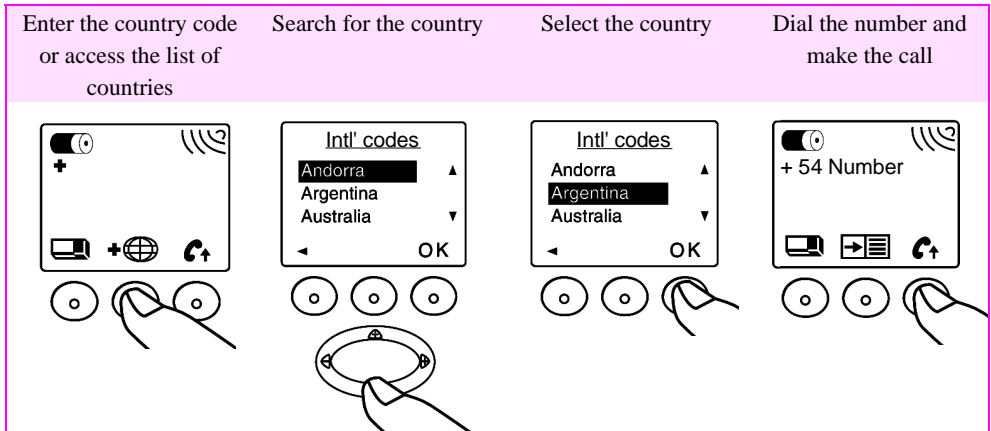 Enter the country code
or access the list of
countries
Search for the country
Select the country
Dial the number and
make the call
+
+
Intl' codes
Andorra
Argentina
Australia
OK
Intl' codes
Andorra
Argentina
Australia
OK
+ 54 Number